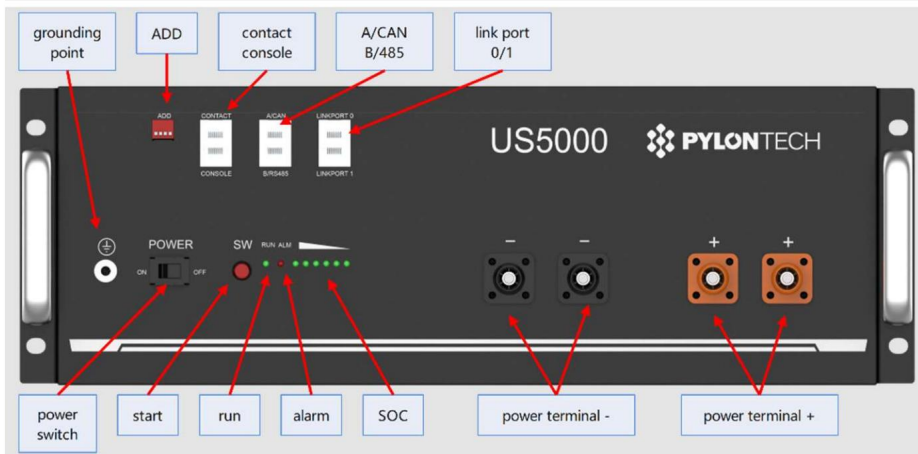 grounding
point
ADD
contact
console
A/CAN
B/485
link port
0/1
ADD
CONTACT
A/CAN
LINKPORT 0
CONSOLE
B/RS485
LINKPORT 1
US5000
PYLONTECH
POWER
ON
OFF
SW
RUN
ALM
−
−
+
+
power
switch
start
run
alarm
SOC
power terminal -
power terminal +